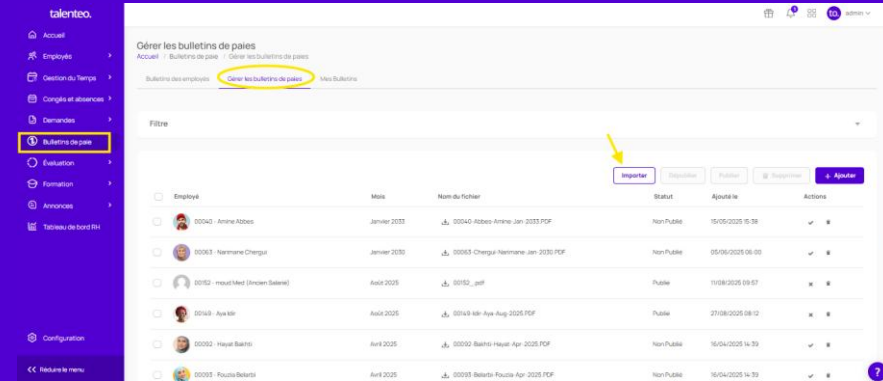 talenteo.
admin
Accueil
Employés
Gestion du Temps
Congés et absences
Demandes
Bulletins de paie
Évaluation
Formation
Annonces
Tableau de bord RH
Configuration
Réduire le menu
Gérer les bulletins de paies
Accueil / Bulletins de paie / Gérer les bulletins de paies
Bulletins des employés Gérer les bulletins de paies Mes Bulletins
Filtre
Importer Dépublier Publier Supprimer + Ajouter
Employé Mois Nom du fichier Statut Ajouté le Actions
00040 - Amine Abbes Janvier 2033 00040-Abbes-Amine-Jan-2033.PDF Non Publié 15/05/2025 15:38
00063 - Narimane Chergui Janvier 2030 00063-Chergui-Narimane-Jan-2030.PDF Non Publié 05/06/2025 06:00
00152 - moud Med (Ancien Salarié) Août 2025 00152_.pdf Publié 11/08/2025 09:57
00149 - Aya Idir Août 2025 00149-Idir-Aya-Aug-2025.PDF Publié 27/08/2025 08:12
00092 - Hayat Bakhti Avril 2025 00092-Bakhti-Hayat-Apr-2025.PDF Non Publié 16/04/2025 14:39
00093 - Fouzia Belarbi Avril 2025 00093-Belarbi-Fouzia-Apr-2025.PDF Non Publié 16/04/2025 14:39